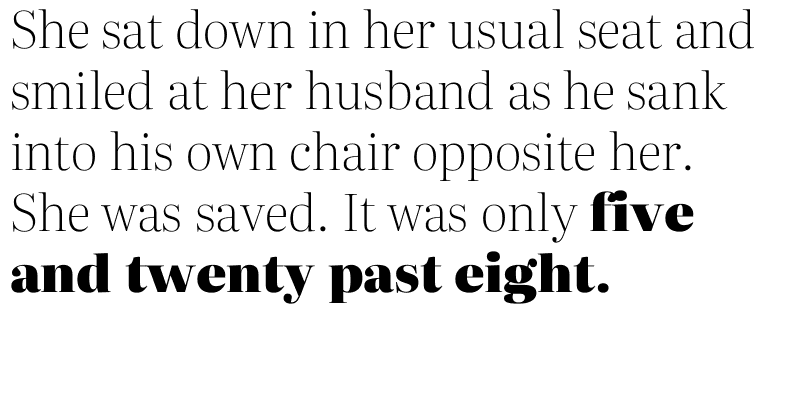 She sat down in her usual seat and
smiled at her husband as he sank
into his own chair opposite her.
She was saved. It was only five
and twenty past eight.